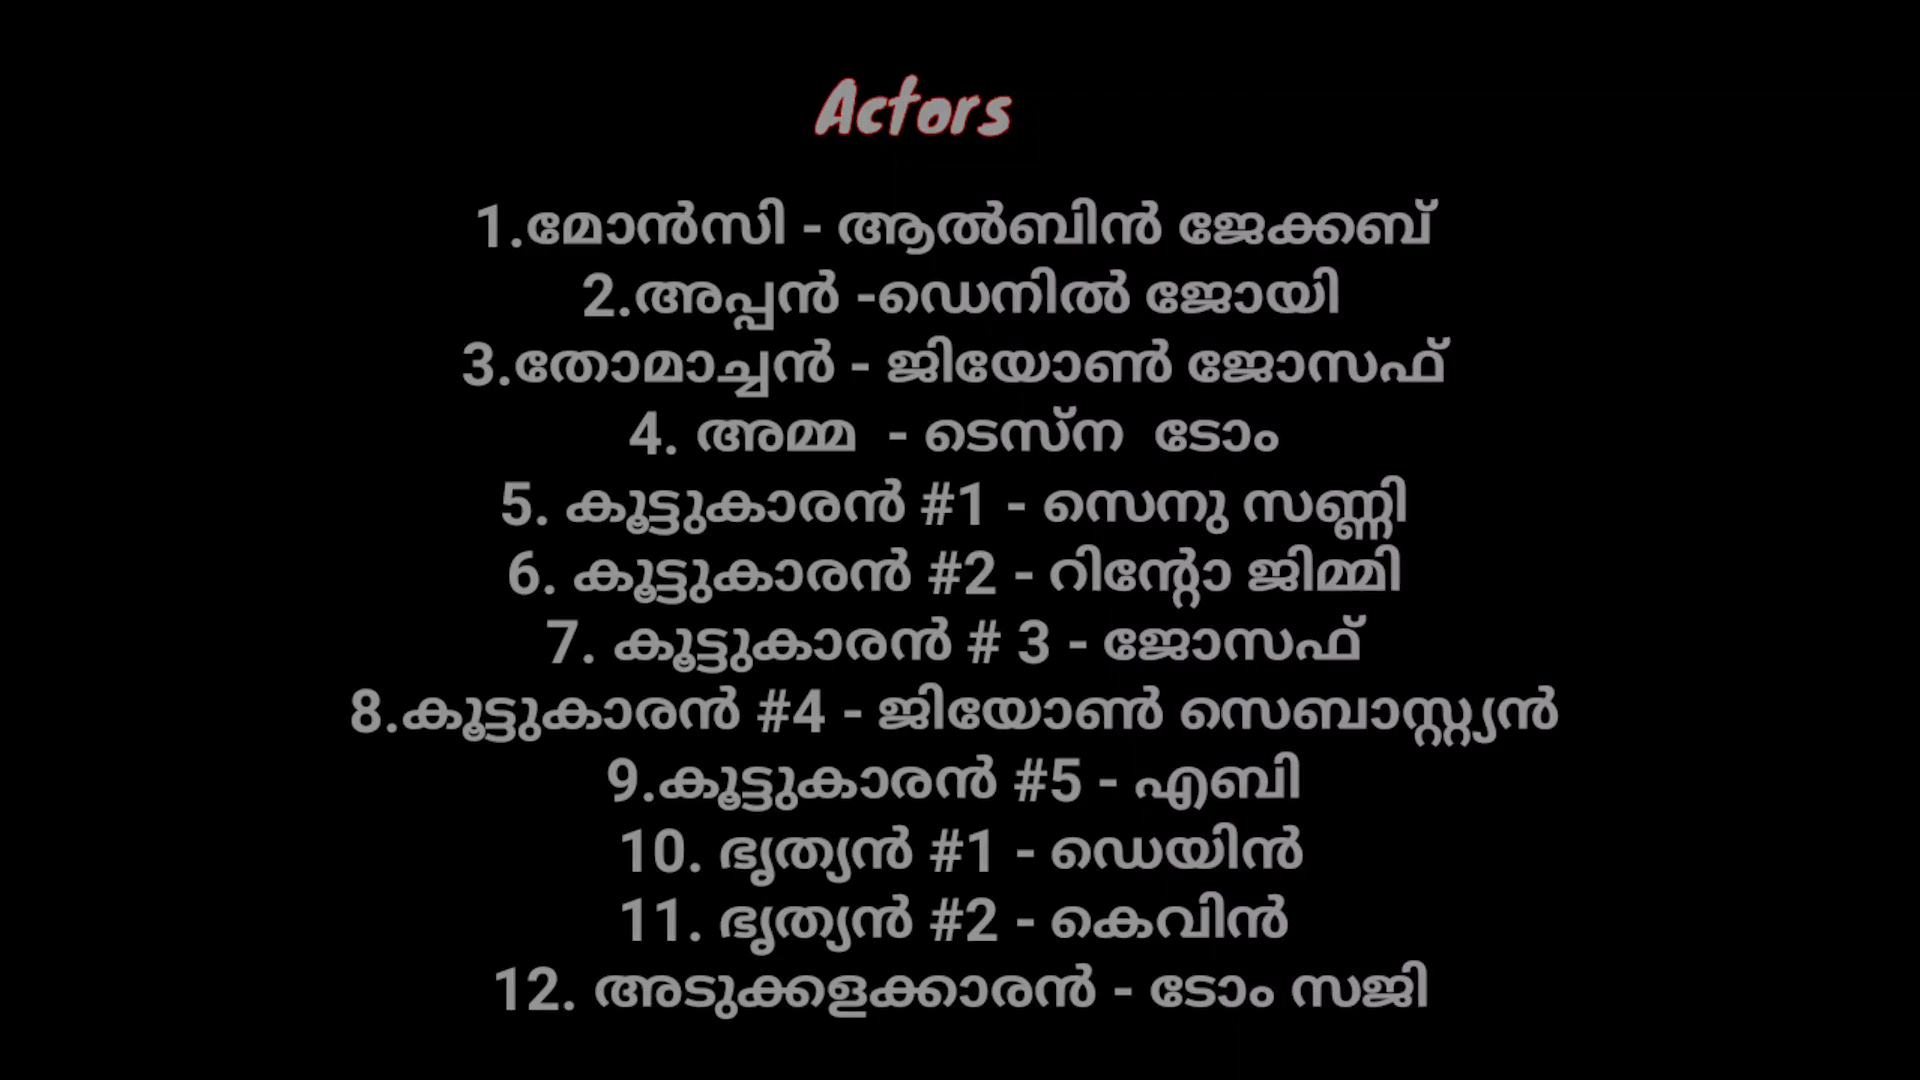 Actors
1.മോൻസി - ആൽബിൻ ജേക്കബ്
2.അപ്പൻ -ഡെനിൽ ജോയി
3.തോമാച്ചൻ - ജിയോൺ ജോസഫ്
4. അമ്മ - ടെസ്ന ടോം
5. കൂട്ടുകാരൻ #1 - സെനു സണ്ണി
6. കൂട്ടുകാരൻ #2 - റിന്റോ ജിമ്മി
7. കൂട്ടുകാരൻ # 3 - ജോസഫ്
8.കൂട്ടുകാരൻ #4 - ജിയോൺ സെബാസ്റ്റ്യൻ
9.കൂട്ടുകാരൻ #5 - എബി
10. ഭൃത്യൻ #1 - ഡെയിൻ
11. ഭൃത്യൻ #2 - കെവിൻ
12. അടുക്കളക്കാരൻ - ടോം സജി